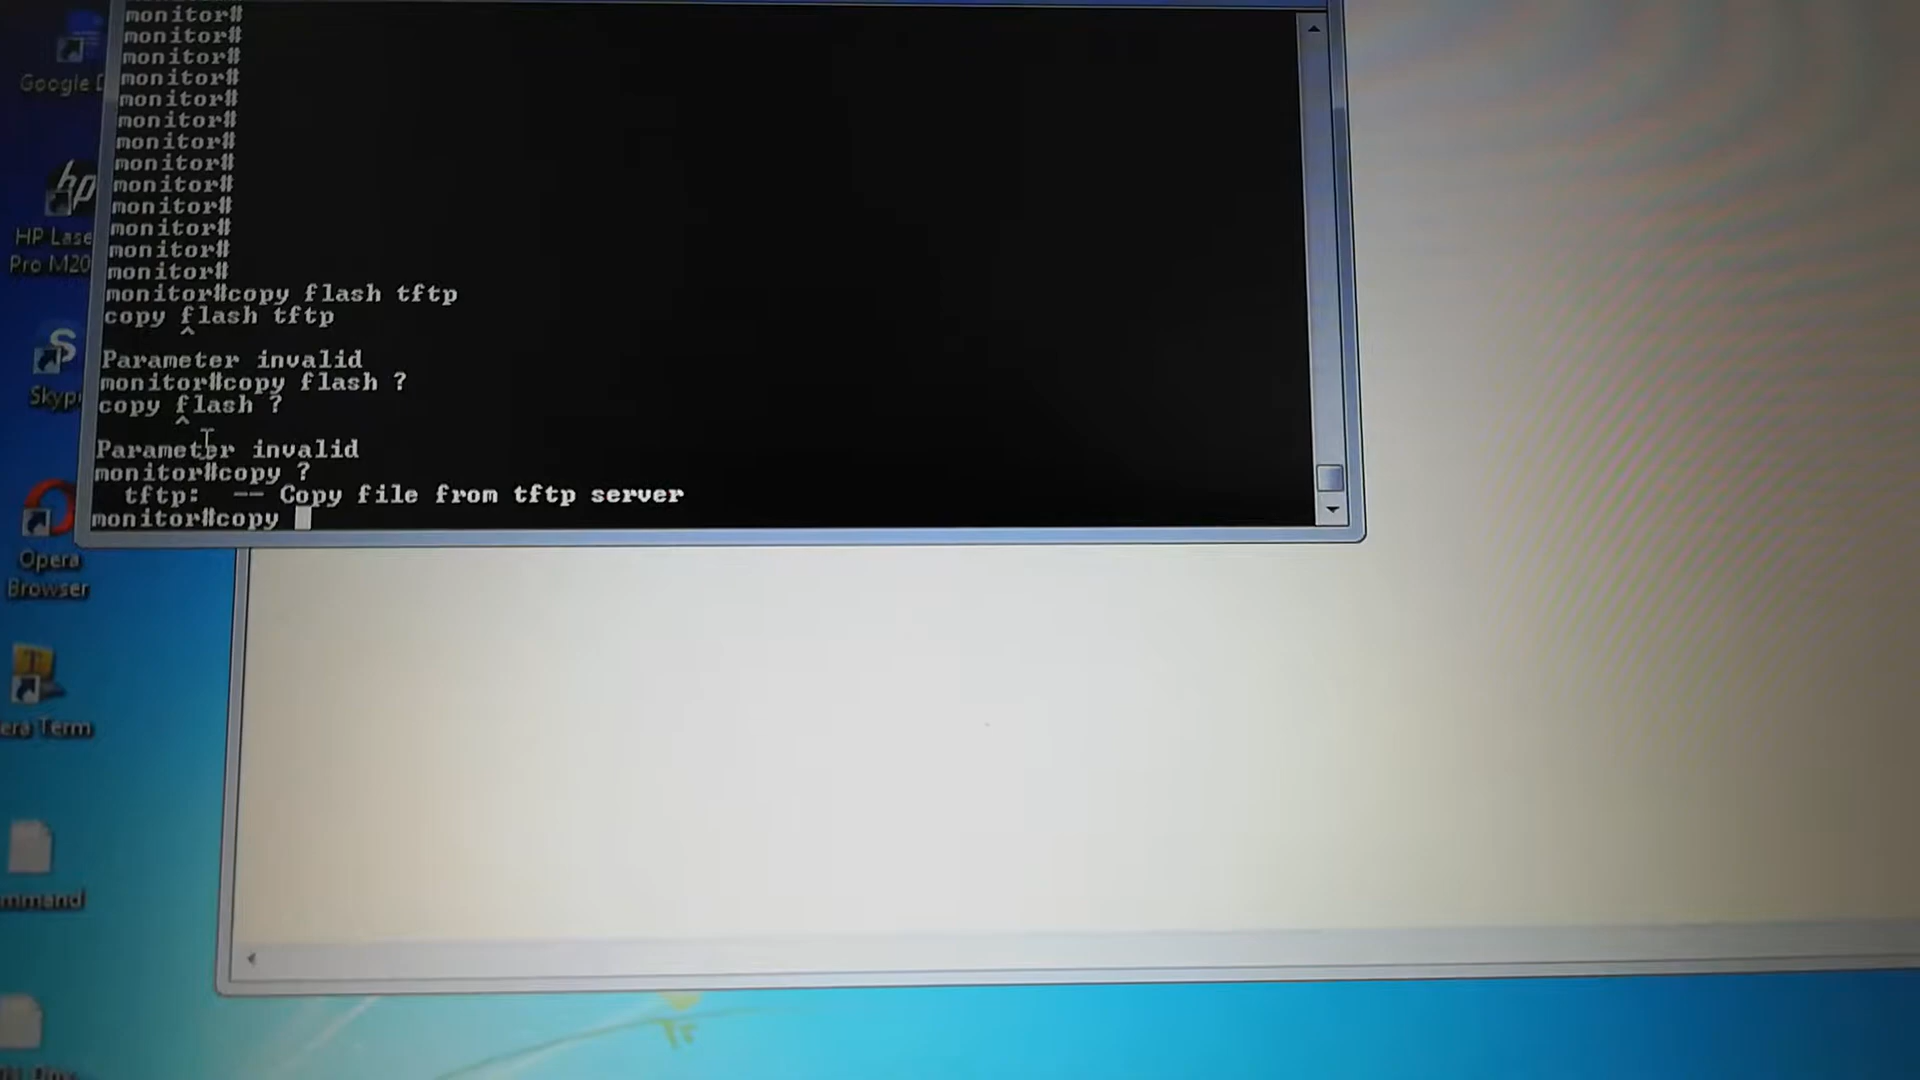 monitor#
monitor#
monitor#
monitor#
monitor#
monitor#
monitor#
monitor#
monitor#
monitor#
monitor#
monitor#
monitor#
monitor#copy flash tftp
copy flash tftp
^
Parameter invalid
monitor#copy flash ?
copy flash ?
^
Parameter invalid
monitor#copy ?
tftp: -- Copy file from tftp server
monitor#copy
Google D
hp
HP Lase
Pro M20
S
Skyp
Opera
Browser
T
era Term
mmand